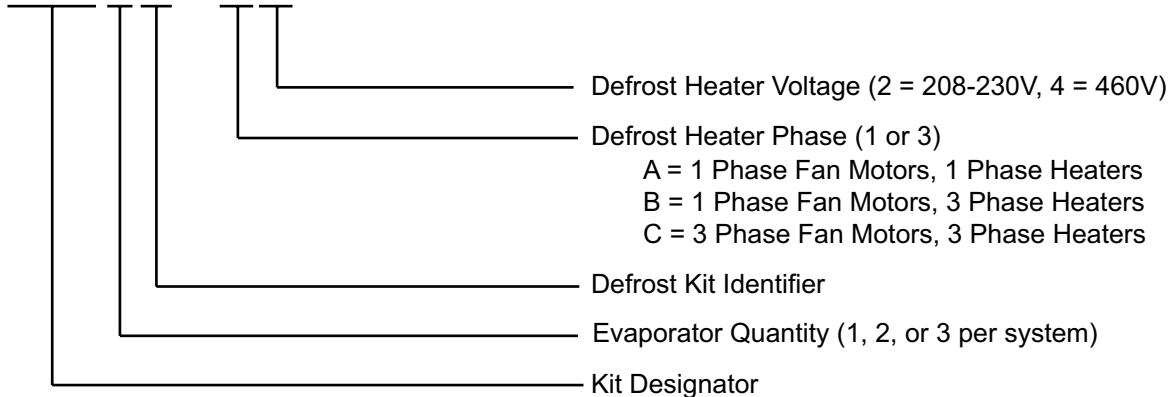 Defrost Heater Voltage (2 = 208-230V, 4 = 460V)
Defrost Heater Phase (1 or 3)
A = 1 Phase Fan Motors, 1 Phase Heaters
B = 1 Phase Fan Motors, 3 Phase Heaters
C = 3 Phase Fan Motors, 3 Phase Heaters
Defrost Kit Identifier
Evaporator Quantity (1, 2, or 3 per system)
Kit Designator